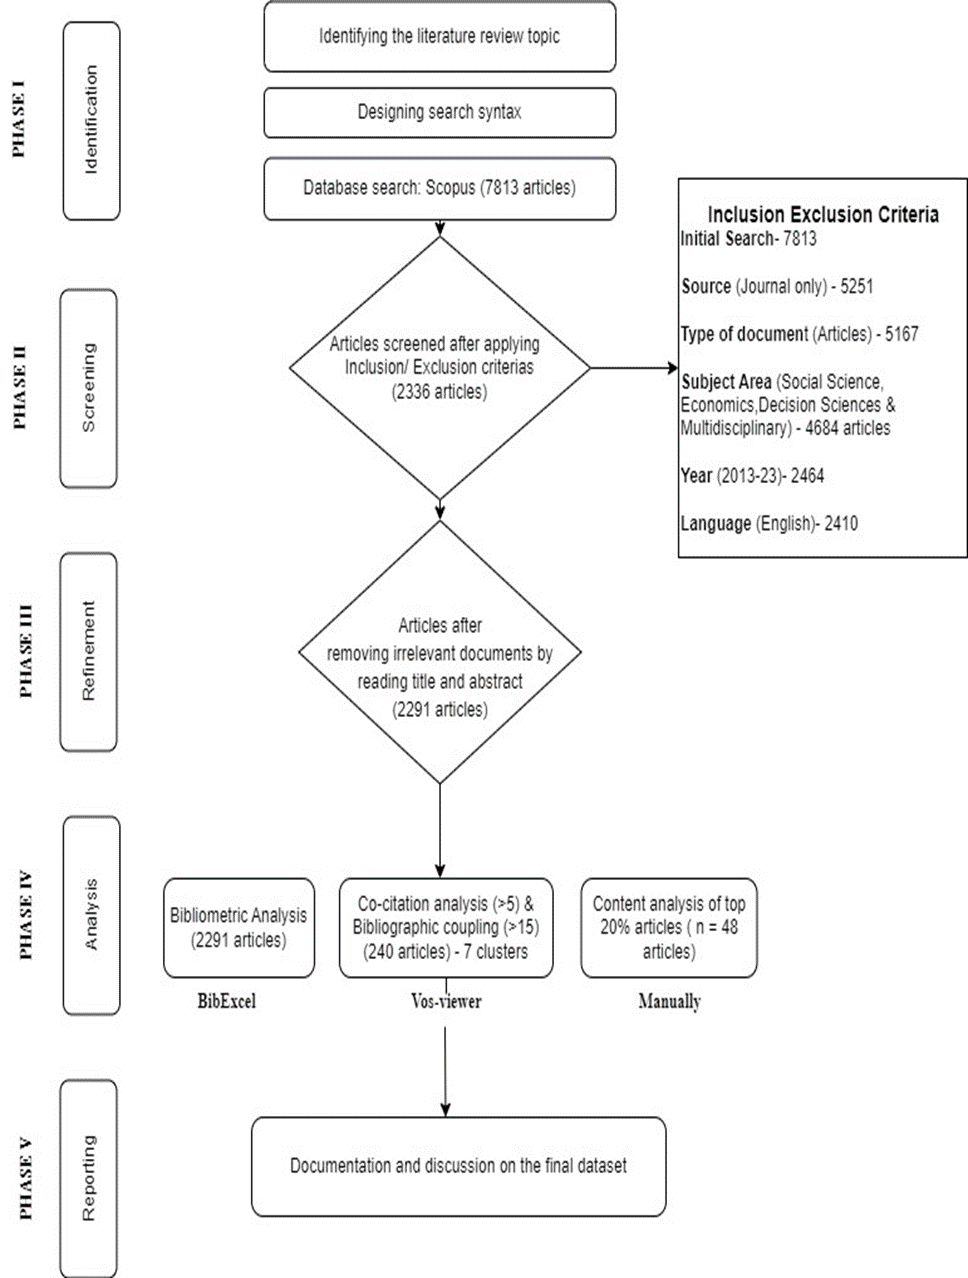 PHASE I
Identification
Identifying the literature review topic
Designing search syntax
Database search: Scopus (7813 articles)
PHASE II
Screening
Articles screened after applying
Inclusion/ Exclusion criterias
(2336 articles)
Inclusion Exclusion Criteria
Initial Search- 7813
Source (Journal only) - 5251
Type of document (Articles) - 5167
Subject Area (Social Science,
Economics,Decision Sciences &
Multidisciplinary) - 4684 articles
Year (2013-23)- 2464
Language (English)- 2410
PHASE III
Refinement
Articles after
removing irrelevant documents by
reading title and abstract
(2291 articles)
PHASE IV
Analysis
Bibliometric Analysis
(2291 articles)
BibExcel
Co-citation analysis (>5) &
Bibliographic coupling (>15)
(240 articles) - 7 clusters
Vos-viewer
Content analysis of top
20% articles ( n = 48
articles)
Manually
PHASE V
Reporting
Documentation and discussion on the final dataset